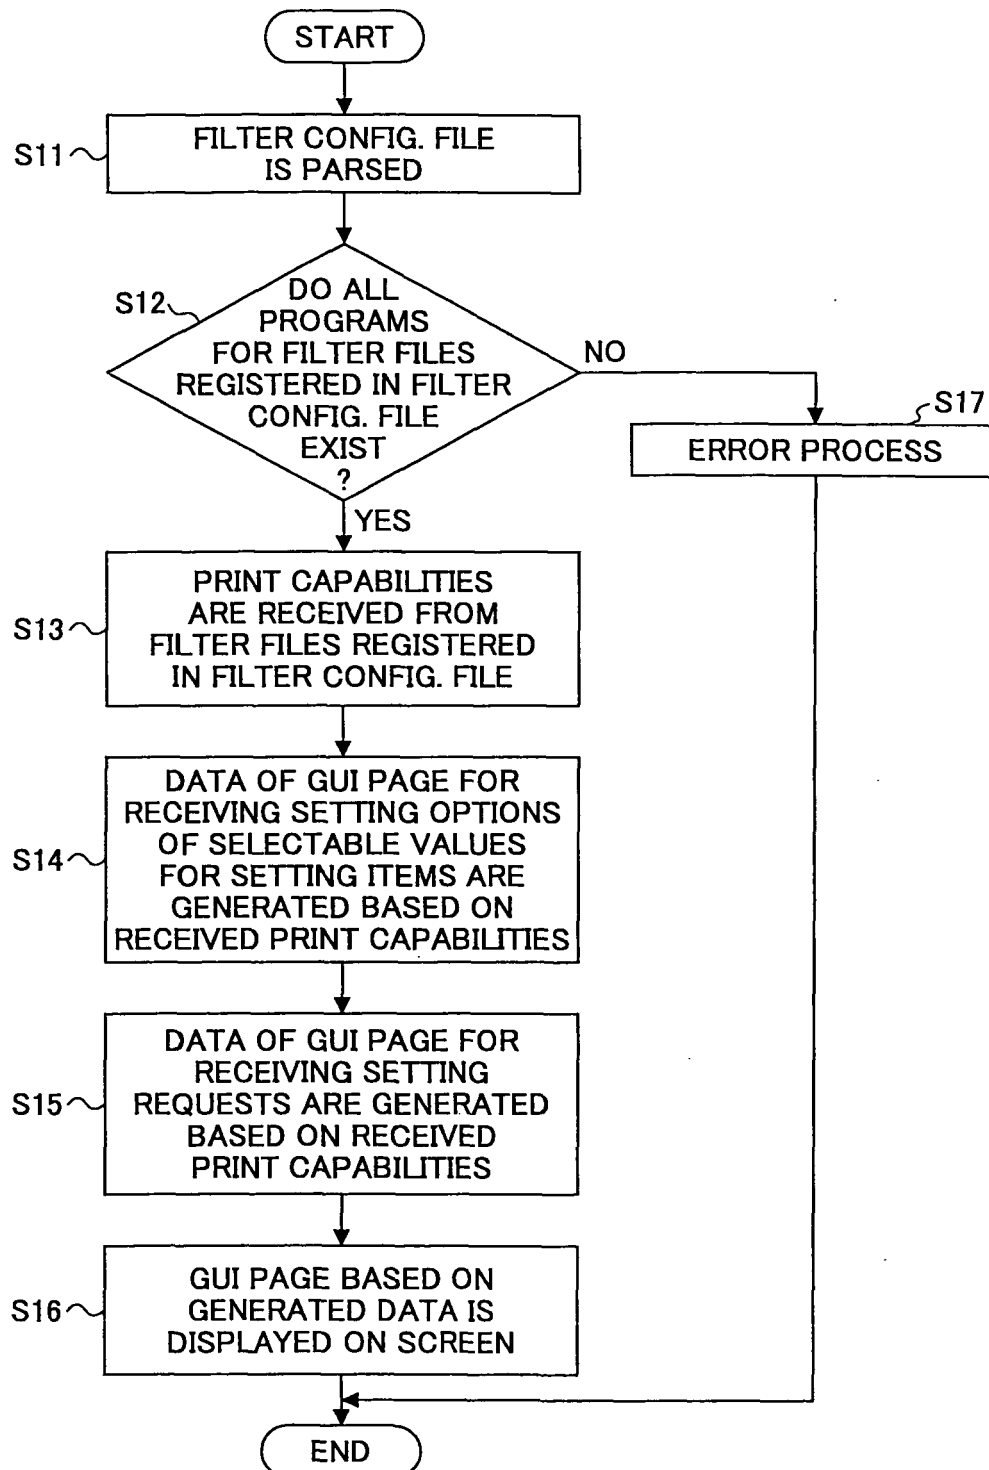 START
S11
FILTER CONFIG. FILE
IS PARSED
S12
DO ALL
PROGRAMS
FOR FILTER FILES
REGISTERED IN FILTER
CONFIG. FILE
EXIST
?
NO
S17
ERROR PROCESS
YES
S13
PRINT CAPABILITIES
ARE RECEIVED FROM
FILTER FILES REGISTERED
IN FILTER CONFIG. FILE
S14
DATA OF GUI PAGE FOR
RECEIVING SETTING OPTIONS
OF SELECTABLE VALUES
FOR SETTING ITEMS ARE
GENERATED BASED ON
RECEIVED PRINT CAPABILITIES
S15
DATA OF GUI PAGE FOR
RECEIVING SETTING
REQUESTS ARE GENERATED
BASED ON RECEIVED
PRINT CAPABILITIES
S16
GUI PAGE BASED ON
GENERATED DATA IS
DISPLAYED ON SCREEN
END